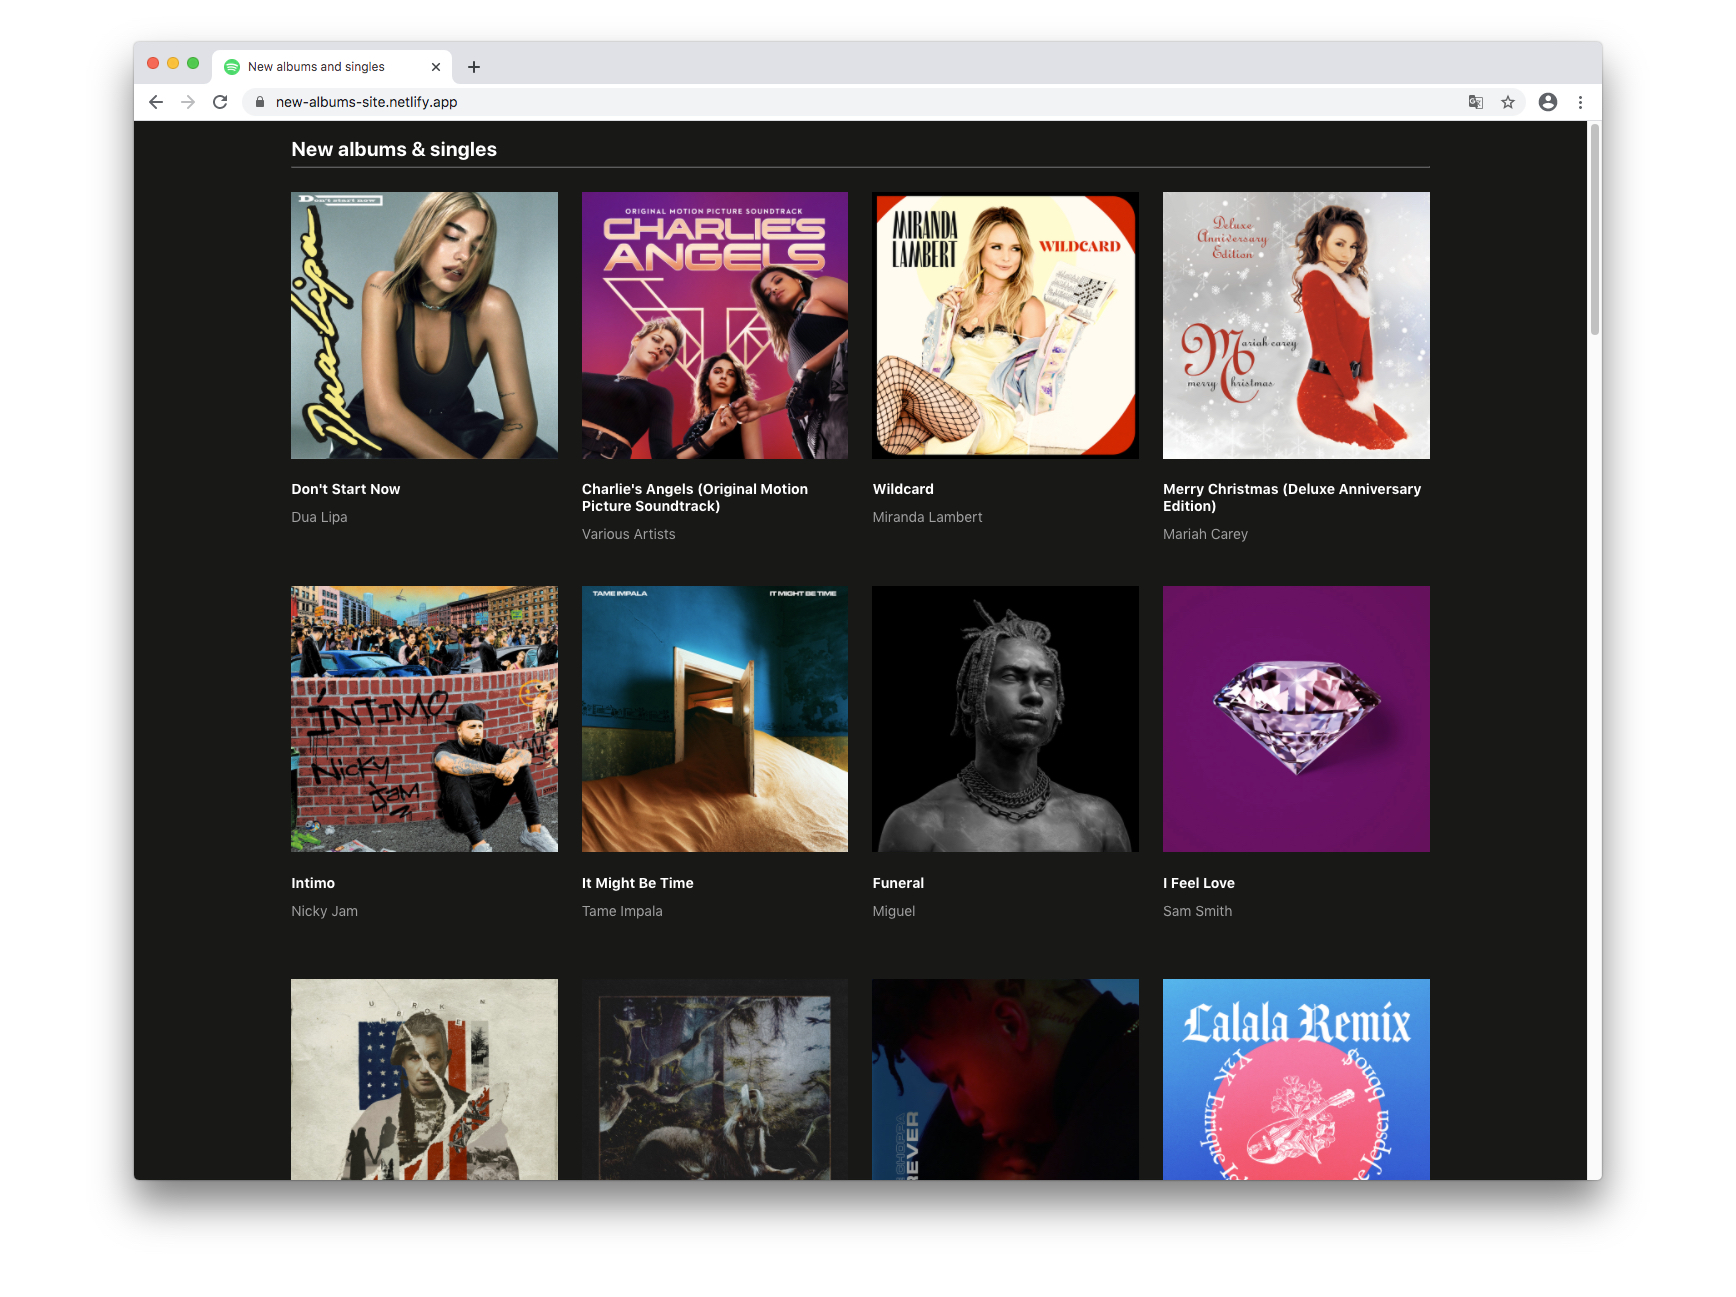 New albums and singles
new-albums-site.netlify.app
New albums & singles
Don't start now
Dua Lipa
ORIGINAL MOTION PICTURE SOUNDTRACK
CHARLIE'S
ANGELS
MIRANDA
LAMBERT
WILDCARD
Deluxe
Anniversary
Edition
Mariah carey
merry Christmas
Don't Start Now
Dua Lipa
Charlie's Angels (Original Motion
Picture Soundtrack)
Various Artists
Wildcard
Miranda Lambert
Merry Christmas (Deluxe Anniversary
Edition)
Mariah Carey
INTIMO
Nicky
Jam
TAME IMPALA
IT MIGHT BE TIME
Intimo
Nicky Jam
It Might Be Time
Tame Impala
Funeral
Miguel
I Feel Love
Sam Smith
UNBROKEN
Lalala Remix
Y2K
bbno$
Enrique
Jepsen